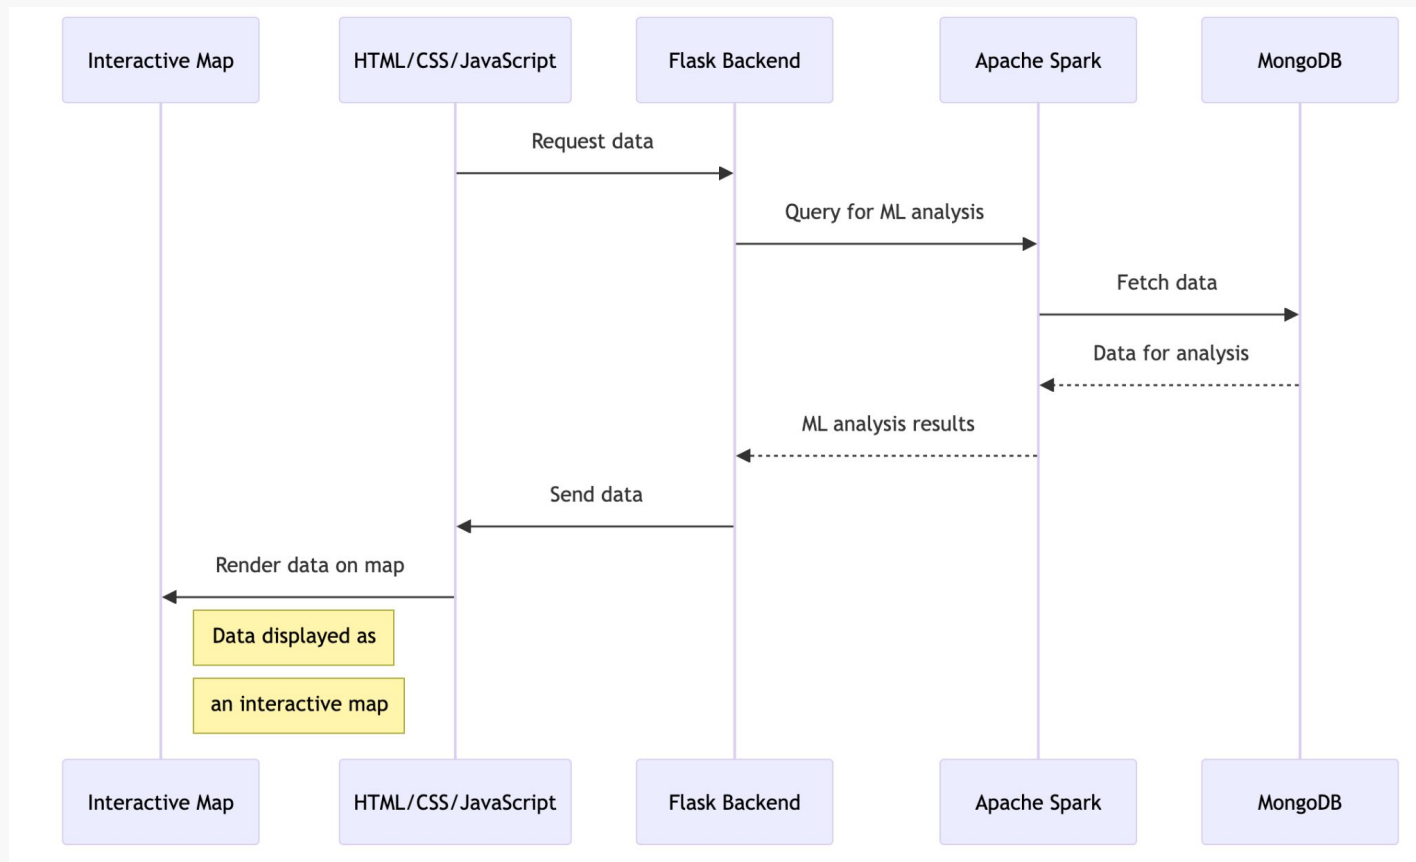 Interactive Map
HTML/CSS/JavaScript
Flask Backend
Apache Spark
MongoDB
Request data
Query for ML analysis
Fetch data
Data for analysis
ML analysis results
Send data
Render data on map
Data displayed as
an interactive map
Interactive Map
HTML/CSS/JavaScript
Flask Backend
Apache Spark
MongoDB